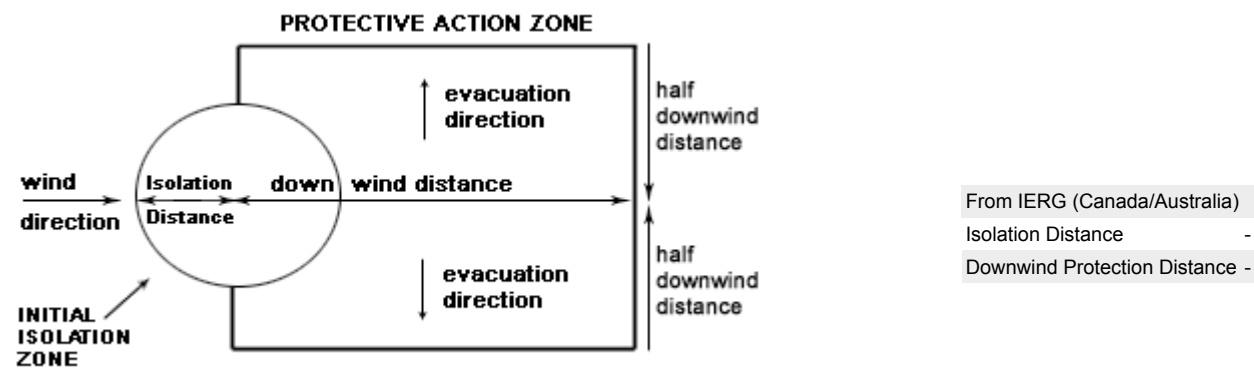 PROTECTIVE ACTION ZONE
evacuation
direction
half
downwind
distance
wind
direction
Isolation
Distance
down wind distance
evacuation
direction
half
downwind
distance
INITIAL
ISOLATION
ZONE
From IERG (Canada/Australia)
Isolation Distance -
Downwind Protection Distance -